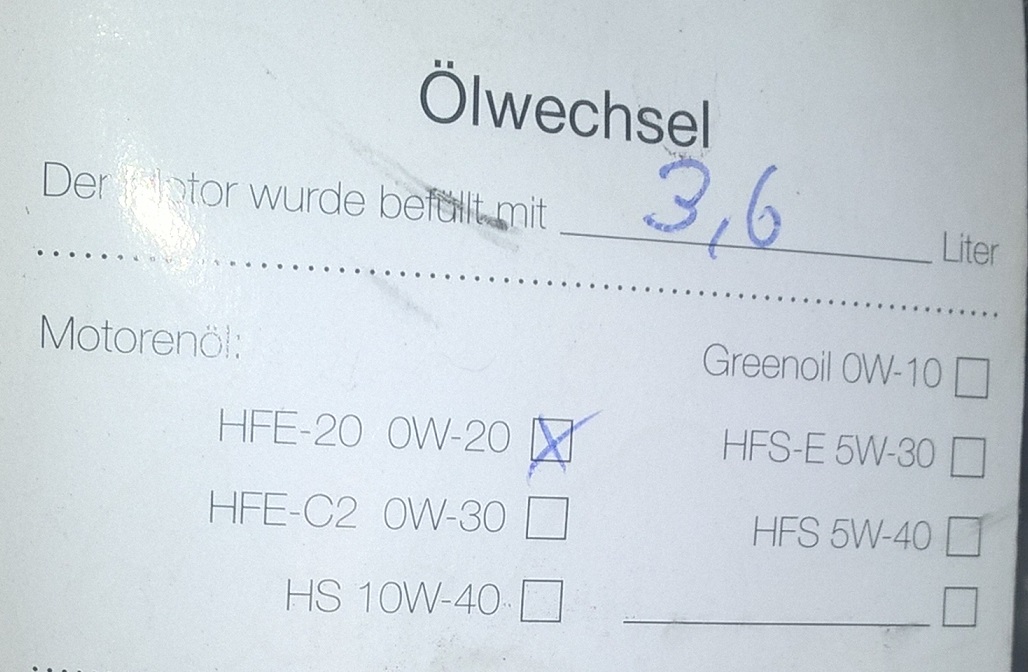 Ölwechsel
Der Motor wurde befüllt mit 3,6 Liter
Motorenöl:
Greenoil 0W-10
HFE-20 0W-20 X
HFS-E 5W-30
HFE-C2 0W-30
HFS 5W-40
HS 10W-40